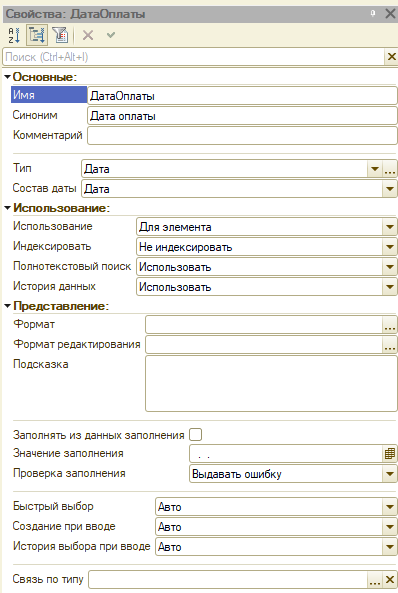 Свойства: ДатаОплаты
Поиск (Ctrl+Alt+I)
Основные:
Имя ДатаОплаты
Синоним Дата оплаты
Комментарий
Тип Дата
Состав даты Дата
Использование:
Использование Для элемента
Индексировать Не индексировать
Полнотекстовый поиск Использовать
История данных Использовать
Представление:
Формат
Формат редактирования
Подсказка
Заполнять из данных заполнения
Значение заполнения . .
Проверка заполнения Выдавать ошибку
Быстрый выбор Авто
Создание при вводе Авто
История выбора при вводе Авто
Связь по типу